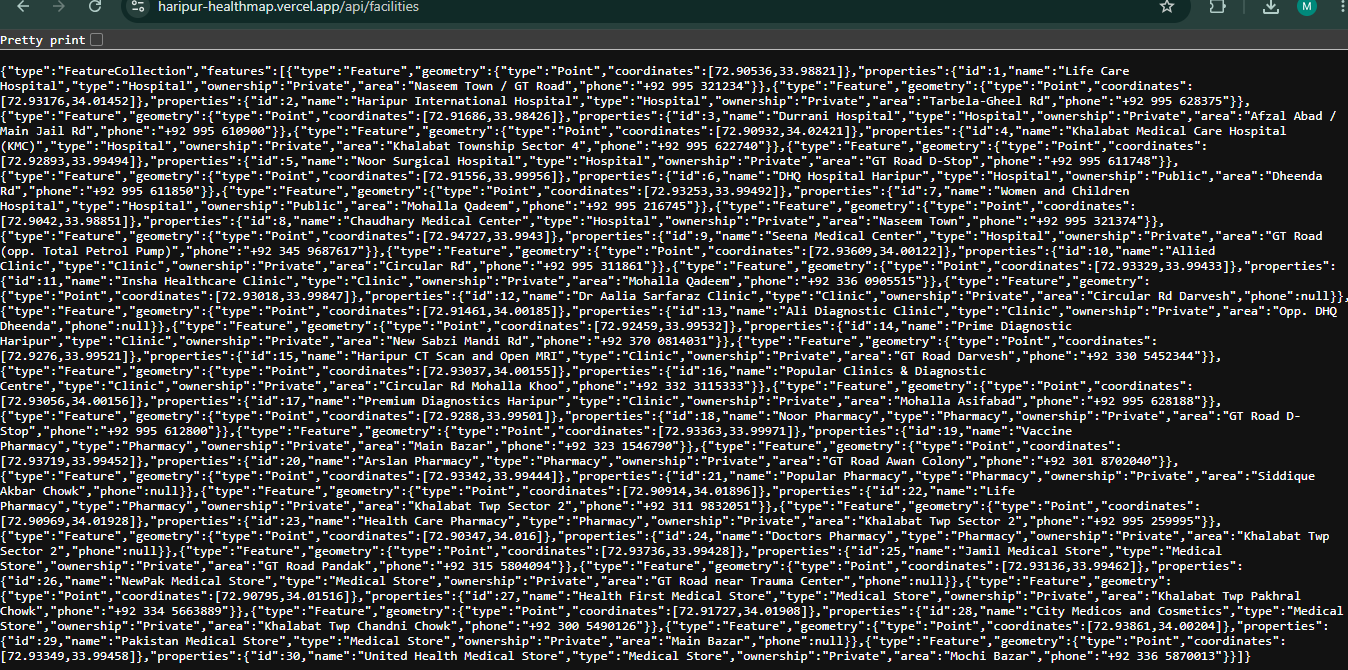 haripur-healthmap.vercel.app/api/facilities
M
Pretty print
{"type":"FeatureCollection","features":[{"type":"Feature","geometry":{"type":"Point","coordinates":[72.90536,33.98821]},"properties":{"id":1,"name":"Life Care
Hospital","type":"Hospital","ownership":"Private","area":"Naseem Town / GT Road","phone":"+92 995 321234"}},{"type":"Feature","geometry":{"type":"Point","coordinates":
[72.93176,34.01452]},"properties":{"id":2,"name":"Haripur International Hospital","type":"Hospital","ownership":"Private","area":"Tarbela-Gheel Rd","phone":"+92 995 628375"}},
{"type":"Feature","geometry":{"type":"Point","coordinates":[72.91686,33.98426]},"properties":{"id":3,"name":"Durrani Hospital","type":"Hospital","ownership":"Private","area":"Afzal Abad /
Main Jail Rd","phone":"+92 995 610900"}},{"type":"Feature","geometry":{"type":"Point","coordinates":[72.90932,34.02421]},"properties":{"id":4,"name":"Khalabat Medical Care Hospital
(KMC)","type":"Hospital","ownership":"Private","area":"Khalabat Township Sector 4","phone":"+92 995 622740"}},{"type":"Feature","geometry":{"type":"Point","coordinates":
[72.92893,33.99494]},"properties":{"id":5,"name":"Noor Surgical Hospital","type":"Hospital","ownership":"Private","area":"GT Road D-Stop","phone":"+92 995 611748"}},
{"type":"Feature","geometry":{"type":"Point","coordinates":[72.91556,33.99956]},"properties":{"id":6,"name":"DHQ Hospital Haripur","type":"Hospital","ownership":"Public","area":"Dheenda
Rd","phone":"+92 995 611850"}},{"type":"Feature","geometry":{"type":"Point","coordinates":[72.93253,33.99492]},"properties":{"id":7,"name":"Women and Children
Hospital","type":"Hospital","ownership":"Public","area":"Mohalla Qadeem","phone":"+92 995 216745"}},{"type":"Feature","geometry":{"type":"Point","coordinates":
[72.9042,33.98851]},"properties":{"id":8,"name":"Chaudhary Medical Center","type":"Hospital","ownership":"Private","area":"Naseem Town","phone":"+92 995 321374"}},
{"type":"Feature","geometry":{"type":"Point","coordinates":[72.94727,33.9943]},"properties":{"id":9,"name":"Seena Medical Center","type":"Hospital","ownership":"Private","area":"GT Road
(opp. Total Petrol Pump)","phone":"+92 345 9687617"}},{"type":"Feature","geometry":{"type":"Point","coordinates":[72.93609,34.00122]},"properties":{"id":10,"name":"Allied
Clinic","type":"Clinic","ownership":"Private","area":"Circular Rd","phone":"+92 995 311861"}},{"type":"Feature","geometry":{"type":"Point","coordinates":[72.93329,33.99433]},"properties":
{"id":11,"name":"Insha Healthcare Clinic","type":"Clinic","ownership":"Private","area":"Mohalla Qadeem","phone":"+92 336 0905515"}},{"type":"Feature","geometry":
{"type":"Point","coordinates":[72.93018,33.99847]},"properties":{"id":12,"name":"Dr Aalia Sarfaraz Clinic","type":"Clinic","ownership":"Private","area":"Circular Rd Darvesh","phone":null}},
{"type":"Feature","geometry":{"type":"Point","coordinates":[72.91461,34.00185]},"properties":{"id":13,"name":"Ali Diagnostic Clinic","type":"Clinic","ownership":"Private","area":"Opp. DHQ
Dheenda","phone":null}},{"type":"Feature","geometry":{"type":"Point","coordinates":[72.92459,33.99532]},"properties":{"id":14,"name":"Prime Diagnostic
Haripur","type":"Clinic","ownership":"Private","area":"New Sabzi Mandi Rd","phone":"+92 370 0814031"}},{"type":"Feature","geometry":{"type":"Point","coordinates":
[72.9276,33.99521]},"properties":{"id":15,"name":"Haripur CT Scan and Open MRI","type":"Clinic","ownership":"Private","area":"GT Road Darvesh","phone":"+92 330 5452344"}},
{"type":"Feature","geometry":{"type":"Point","coordinates":[72.93037,34.00155]},"properties":{"id":16,"name":"Popular Clinics & Diagnostic
Centre","type":"Clinic","ownership":"Private","area":"Circular Rd Mohalla Khoo","phone":"+92 332 3115333"}},{"type":"Feature","geometry":{"type":"Point","coordinates":
[72.93056,34.00156]},"properties":{"id":17,"name":"Premium Diagnostics Haripur","type":"Clinic","ownership":"Private","area":"Mohalla Asifabad","phone":"+92 995 628188"}},
{"type":"Feature","geometry":{"type":"Point","coordinates":[72.9288,33.99501]},"properties":{"id":18,"name":"Noor Pharmacy","type":"Pharmacy","ownership":"Private","area":"GT Road D-
Stop","phone":"+92 995 612800"}},{"type":"Feature","geometry":{"type":"Point","coordinates":[72.93363,33.99971]},"properties":{"id":19,"name":"Vaccine
Pharmacy","type":"Pharmacy","ownership":"Private","area":"Main Bazar","phone":"+92 323 1546790"}},{"type":"Feature","geometry":{"type":"Point","coordinates":
[72.93719,33.99452]},"properties":{"id":20,"name":"Arslan Pharmacy","type":"Pharmacy","ownership":"Private","area":"GT Road Awan Colony","phone":"+92 301 8702040"}},
{"type":"Feature","geometry":{"type":"Point","coordinates":[72.93342,33.99444]},"properties":{"id":21,"name":"Popular Pharmacy","type":"Pharmacy","ownership":"Private","area":"Siddique
Akbar Chowk","phone":null}},{"type":"Feature","geometry":{"type":"Point","coordinates":[72.90914,34.01896]},"properties":{"id":22,"name":"Life
Pharmacy","type":"Pharmacy","ownership":"Private","area":"Khalabat Twp Sector 2","phone":"+92 311 9832051"}},{"type":"Feature","geometry":{"type":"Point","coordinates":
[72.90969,34.01928]},"properties":{"id":23,"name":"Health Care Pharmacy","type":"Pharmacy","ownership":"Private","area":"Khalabat Twp Sector 2","phone":"+92 995 259995"}},
{"type":"Feature","geometry":{"type":"Point","coordinates":[72.90347,34.016]},"properties":{"id":24,"name":"Doctors Pharmacy","type":"Pharmacy","ownership":"Private","area":"Khalabat Twp
Sector 2","phone":null}},{"type":"Feature","geometry":{"type":"Point","coordinates":[72.93736,33.99428]},"properties":{"id":25,"name":"Jamil Medical Store","type":"Medical
Store","ownership":"Private","area":"GT Road Pandak","phone":"+92 315 5804094"}},{"type":"Feature","geometry":{"type":"Point","coordinates":[72.93136,33.99462]},"properties":
{"id":26,"name":"NewPak Medical Store","type":"Medical Store","ownership":"Private","area":"GT Road near Trauma Center","phone":null}},{"type":"Feature","geometry":
{"type":"Point","coordinates":[72.90795,34.01516]},"properties":{"id":27,"name":"Health First Medical Store","type":"Medical Store","ownership":"Private","area":"Khalabat Twp Pakhral
Chowk","phone":"+92 334 5663889"}},{"type":"Feature","geometry":{"type":"Point","coordinates":[72.91727,34.01908]},"properties":{"id":28,"name":"City Medicos and Cosmetics","type":"Medical
Store","ownership":"Private","area":"Khalabat Twp Chandni Chowk","phone":"+92 300 5490126"}},{"type":"Feature","geometry":{"type":"Point","coordinates":[72.93861,34.00204]},"properties":
{"id":29,"name":"Pakistan Medical Store","type":"Medical Store","ownership":"Private","area":"Main Bazar","phone":null}},{"type":"Feature","geometry":{"type":"Point","coordinates":
[72.93349,33.99458]},"properties":{"id":30,"name":"United Health Medical Store","type":"Medical Store","ownership":"Private","area":"Mochi Bazar","phone":"+92 336 5870013"}}]}